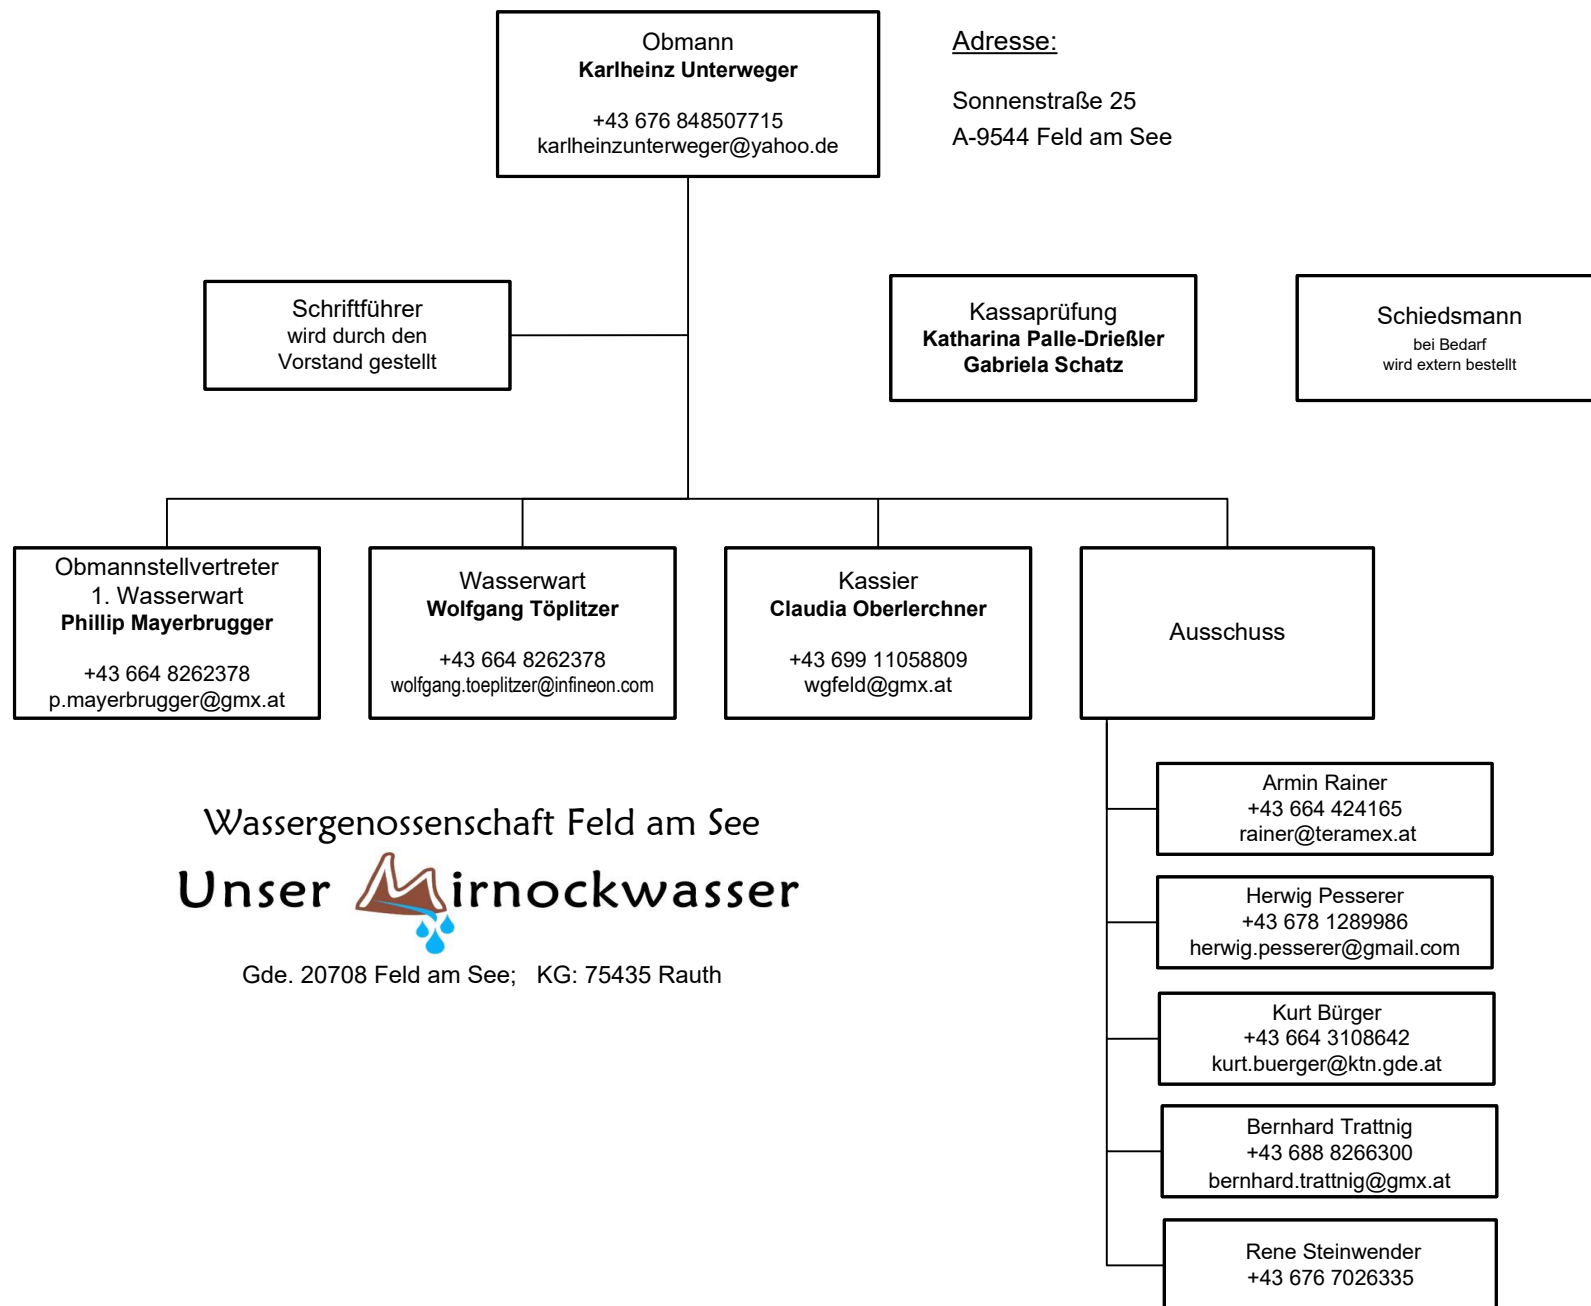 Obmann
Karlheinz Unterweger
+43 676 848507715
karlheinzunterweger@yahoo.de
Adresse:
Sonnenstraße 25
A-9544 Feld am See
Schriftführer
wird durch den
Vorstand gestellt
Kassaprüfung
Katharina Palle-Drießler
Gabriela Schatz
Schiedsmann
bei Bedarf
wird extern bestellt
Obmannstellvertreter
1. Wasserwart
Phillip Mayerbrugger
+43 664 8262378
p.mayerbrugger@gmx.at
Wasserwart
Wolfgang Töplitzer
+43 664 8262378
wolfgang.toeplitzer@infineon.com
Kassier
Claudia Oberlerchner
+43 699 11058809
wgfeld@gmx.at
Ausschuss
Armin Rainer
+43 664 424165
rainer@teramex.at
Herwig Pesserer
+43 678 1289986
herwig.pesserer@gmail.com
Kurt Bürger
+43 664 3108642
kurt.buerger@ktn.gde.at
Bernhard Trattnig
+43 688 8266300
bernhard.trattnig@gmx.at
Rene Steinwender
+43 676 7026335
Wassergenossenschaft Feld am See
Unser Mirnockwasser
Gde. 20708 Feld am See; KG: 75435 Rauth